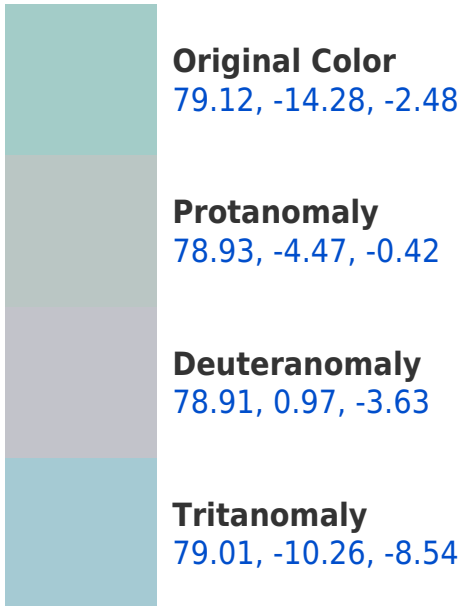 Original Color
79.12, -14.28, -2.48
Protanomaly
78.93, -4.47, -0.42
Deuteranomaly
78.91, 0.97, -3.63
Tritanomaly
79.01, -10.26, -8.54